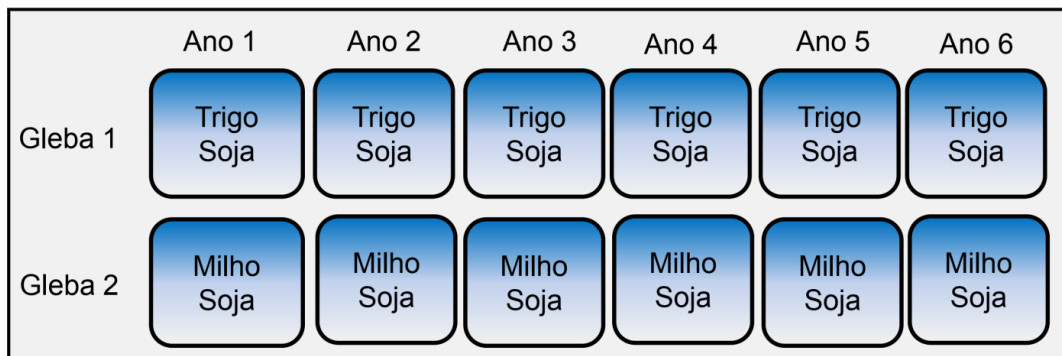 Ano 1 Ano 2 Ano 3 Ano 4 Ano 5 Ano 6
Gleba 1
Trigo Trigo Trigo Trigo Trigo Trigo
Soja Soja Soja Soja Soja Soja
Gleba 2
Milho Milho Milho Milho Milho Milho
Soja Soja Soja Soja Soja Soja